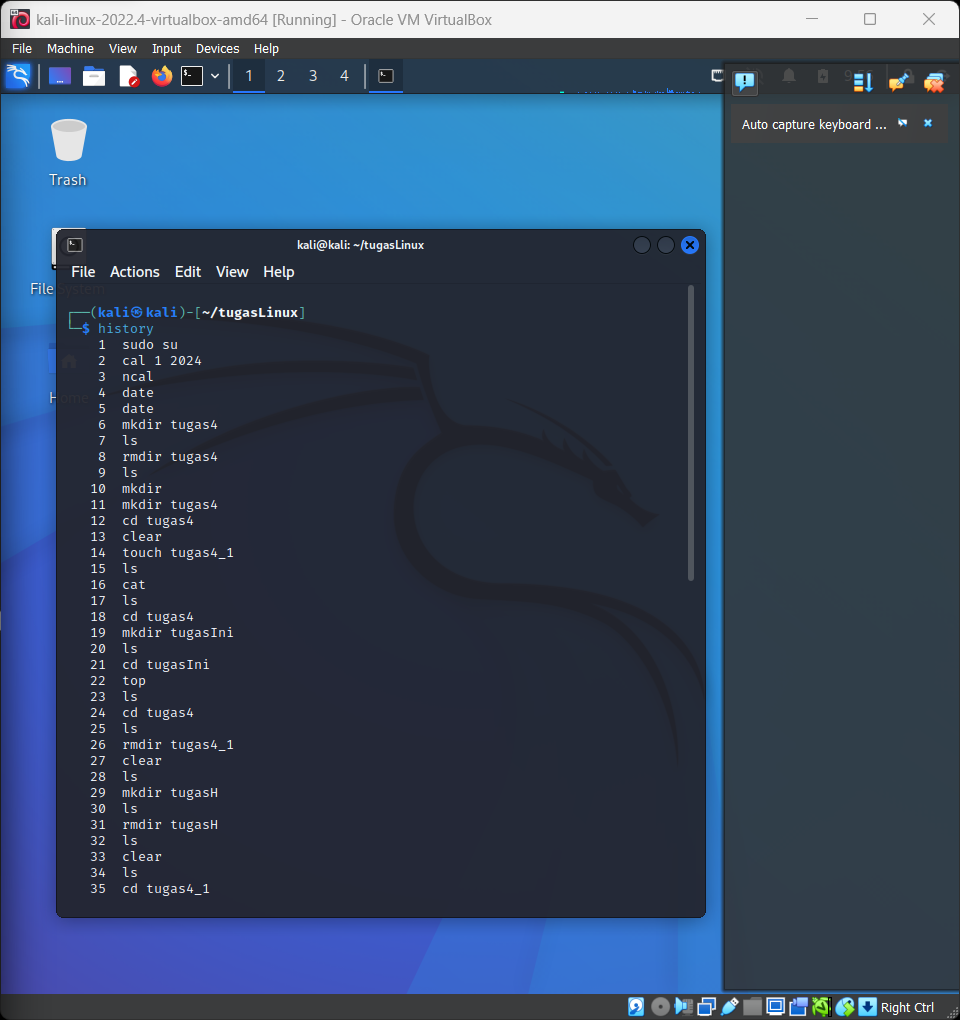 kali-linux-2022.4-virtualbox-amd64 [Running] - Oracle VM VirtualBox
File Machine View Input Devices Help
1 2 3 4
Auto capture keyboard ...
Trash
File System
Home
kali@kali: ~/tugasLinux
File Actions Edit View Help
┌──(kali㉿kali)-[~/tugasLinux]
└─$ history
1 sudo su
2 cal 1 2024
3 ncal
4 date
5 date
6 mkdir tugas4
7 ls
8 rmdir tugas4
9 ls
10 mkdir
11 mkdir tugas4
12 cd tugas4
13 clear
14 touch tugas4_1
15 ls
16 cat
17 ls
18 cd tugas4
19 mkdir tugasIni
20 ls
21 cd tugasIni
22 top
23 ls
24 cd tugas4
25 ls
26 rmdir tugas4_1
27 clear
28 ls
29 mkdir tugasH
30 ls
31 rmdir tugasH
32 ls
33 clear
34 ls
35 cd tugas4_1
Right Ctrl